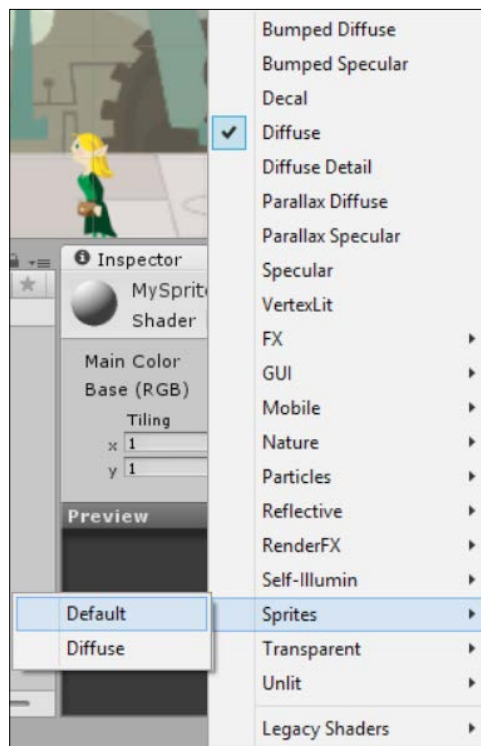 Bumped Diffuse
Bumped Specular
Decal
Diffuse
Diffuse Detail
Parallax Diffuse
Parallax Specular
Specular
VertexLit
FX
GUI
Mobile
Nature
Particles
Reflective
RenderFX
Self-Illumin
Sprites
Transparent
Unlit
Legacy Shaders
Inspector
MySprite
Shader
Main Color
Base (RGB)
Tiling
x 1
y 1
Preview
Default
Diffuse